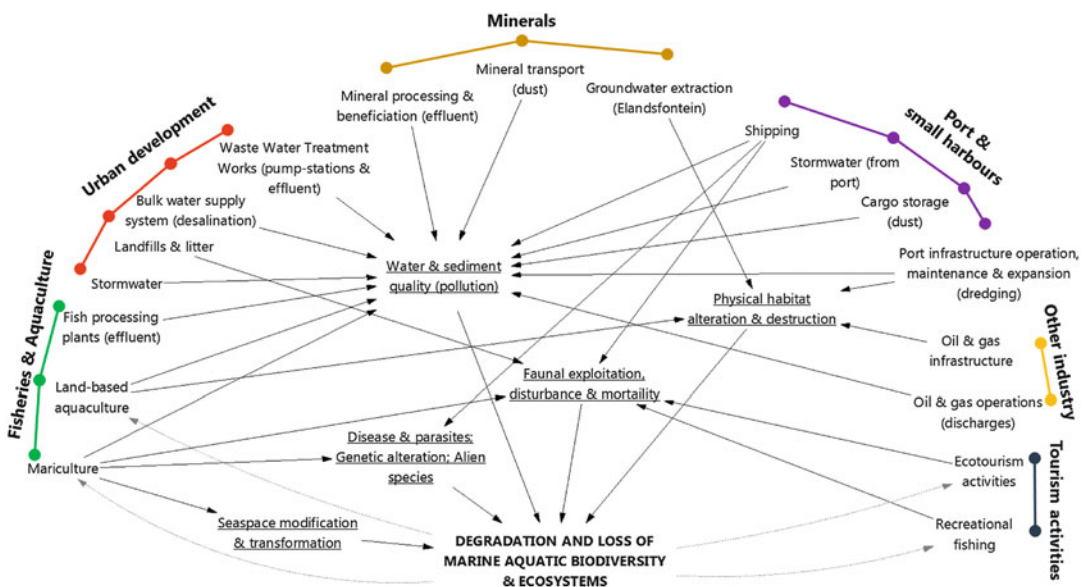 Minerals
Mineral transport
(dust)
Mineral processing &
beneficiation (effluent)
Groundwater extraction
(Elandsfontein)
Urban development
Waste Water Treatment
Works (pump-stations &
effluent)
Bulk water supply
system (desalination)
Landfills & litter
Stormwater
Port &
small harbours
Shipping
Stormwater (from
port)
Cargo storage
(dust)
Port infrastructure operation,
maintenance & expansion
(dredging)
Water & sediment
quality (pollution)
Physical habitat
alteration & destruction
Fisheries & Aquaculture
Fish processing
plants (effluent)
Land-based
aquaculture
Mariculture
Other industry
Oil & gas
infrastructure
Oil & gas operations
(discharges)
Faunal exploitation,
disturbance & mortaility
Disease & parasites;
Genetic alteration; Alien
species
Seaspace modification
& transformation
Tourism activities
Ecotourism
activities
Recreational
fishing
DEGRADATION AND LOSS OF
MARINE AQUATIC BIODIVERSITY
& ECOSYSTEMS